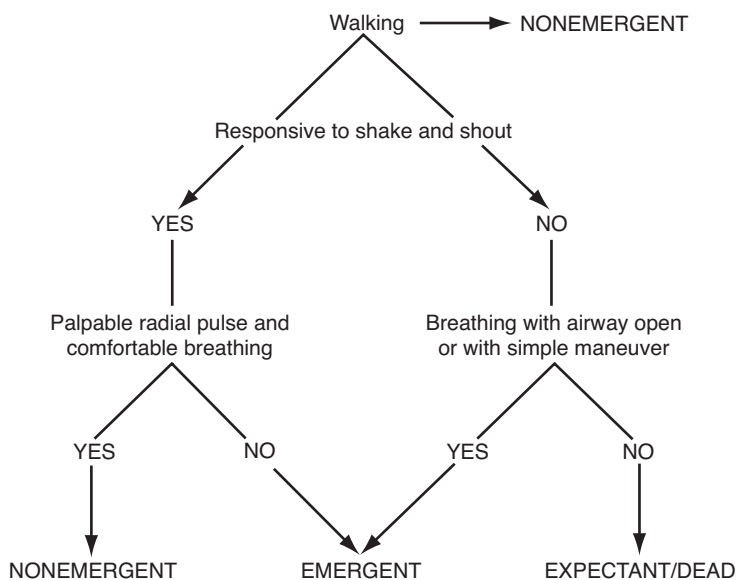 Walking
NONEMERGENT
Responsive to shake and shout
YES
NO
Palpable radial pulse and
comfortable breathing
Breathing with airway open
or with simple maneuver
YES
NO
YES
NO
NONEMERGENT
EMERGENT
EXPECTANT/DEAD